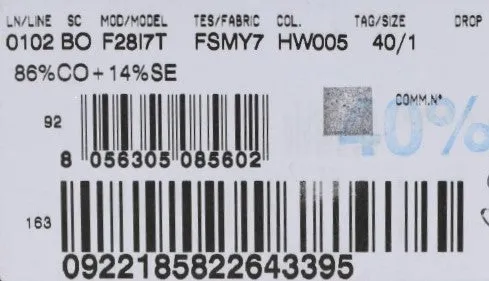 LN/LINE SC MOD/MODEL TES/FABRIC COL. TAG/SIZE DROP
0102 BO F28I7T FSMY7 HW005 40/1
86%CO+14%SE
COMM.N°
40%
92
8 056305 085602
163
0922185822643395